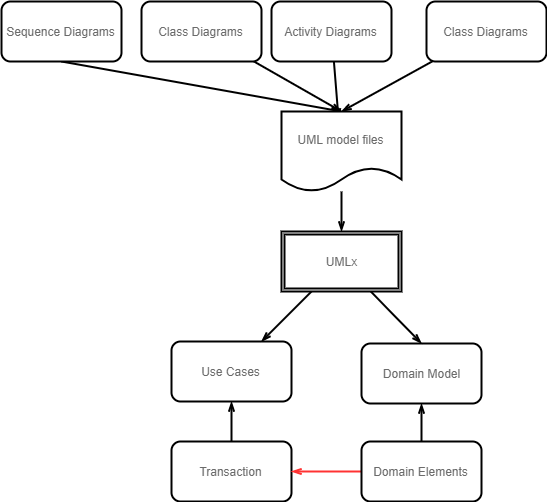 Sequence Diagrams
Class Diagrams
Activity Diagrams
Class Diagrams
UML model files
UMLx
Use Cases
Domain Model
Transaction
Domain Elements